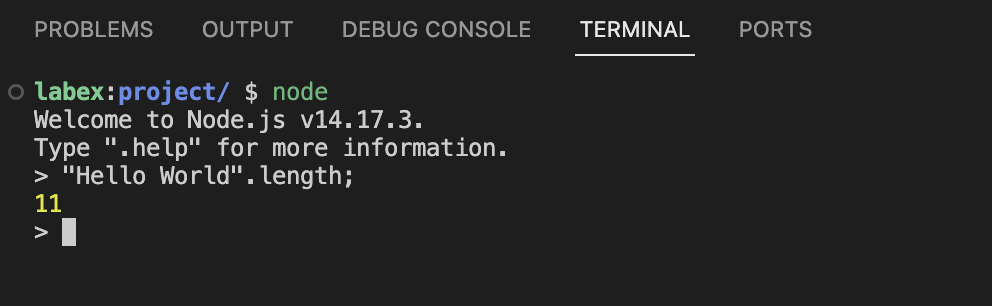 PROBLEMS OUTPUT DEBUG CONSOLE TERMINAL PORTS
labex:project/ $ node
Welcome to Node.js v14.17.3.
Type ".help" for more information.
> "Hello World".length;
11
>